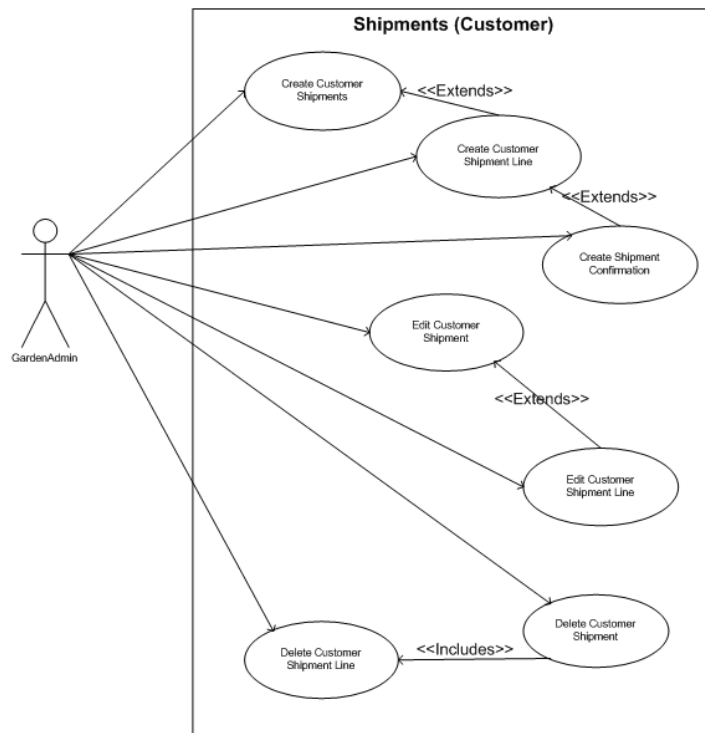 Shipments (Customer)
Create Customer
Shipments
<<Extends>>
Create Customer
Shipment Line
<<Extends>>
Create Shipment
Confirmation
GardenAdmin
Edit Customer
Shipment
<<Extends>>
Edit Customer
Shipment Line
Delete Customer
Shipment
<<Includes>>
Delete Customer
Shipment Line